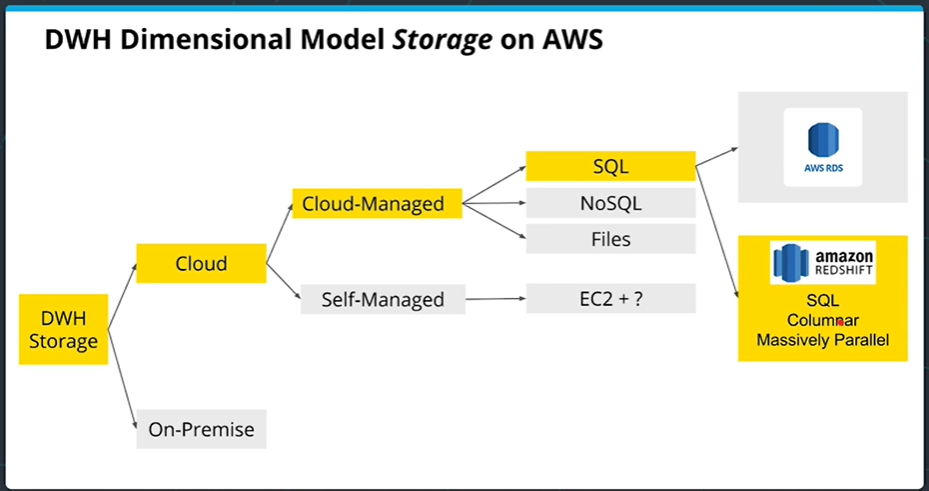 DWH Dimensional Model Storage on AWS
DWH
Storage
Cloud
On-Premise
Cloud-Managed
Self-Managed
SQL
NoSQL
Files
EC2 + ?
AWS RDS
amazon
REDSHIFT
SQL
Columnar
Massively Parallel